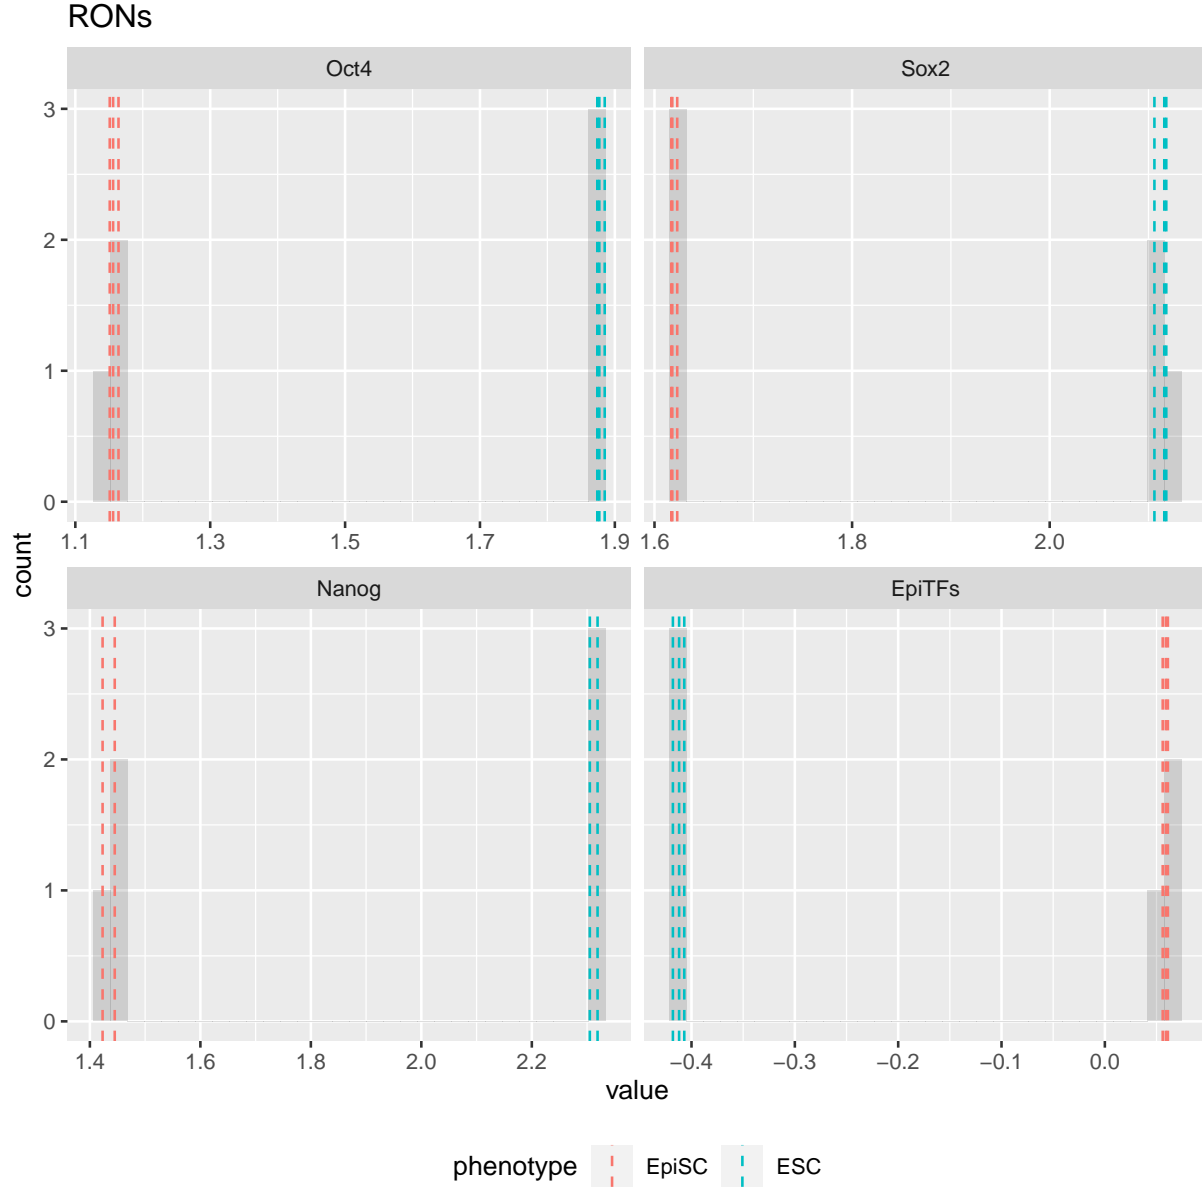 RONs
Oct4
Sox2
3
2
1
0
1.1 1.3 1.5 1.7 1.9
1.6 1.8 2.0
count
Nanog
EpiTFs
3
2
1
0
1.4 1.6 1.8 2.0 2.2
−0.4 −0.3 −0.2 −0.1 0.0
value
phenotype EpiSC ESC